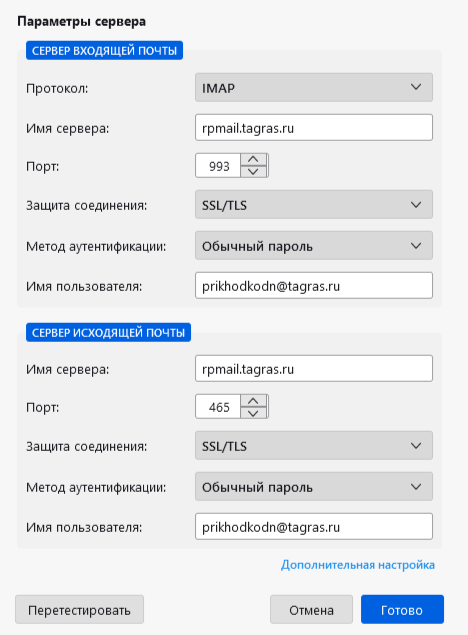 Параметры сервера
СЕРВЕР ВХОДЯЩЕЙ ПОЧТЫ
Протокол: IMAP
Имя сервера: rpmail.tagras.ru
Порт: 993
Защита соединения: SSL/TLS
Метод аутентификации: Обычный пароль
Имя пользователя: prikhodkodn@tagras.ru
СЕРВЕР ИСХОДЯЩЕЙ ПОЧТЫ
Имя сервера: rpmail.tagras.ru
Порт: 465
Защита соединения: SSL/TLS
Метод аутентификации: Обычный пароль
Имя пользователя: prikhodkodn@tagras.ru
Дополнительная настройка
Перетестировать Отмена Готово